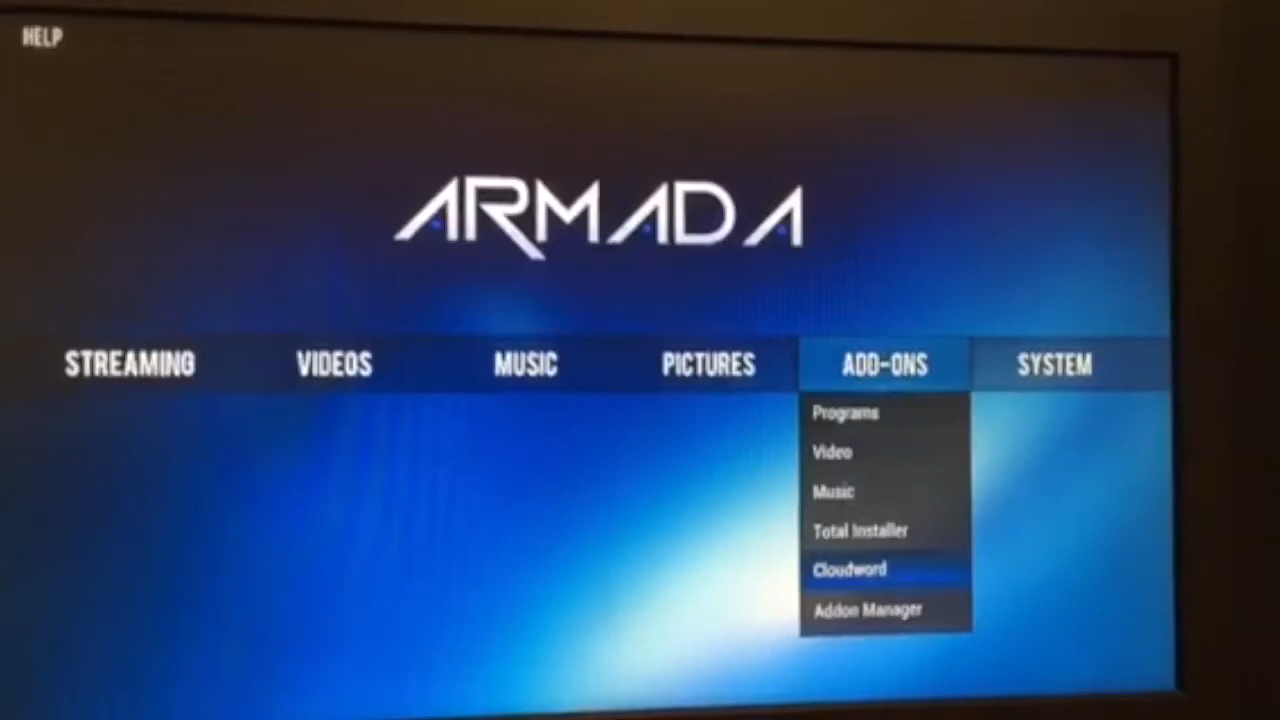 HELP
ARMADA
STREAMING VIDEOS MUSIC PICTURES ADD-ONS SYSTEM
Programs
Video
Music
Total Installer
Cloudword
Addon Manager